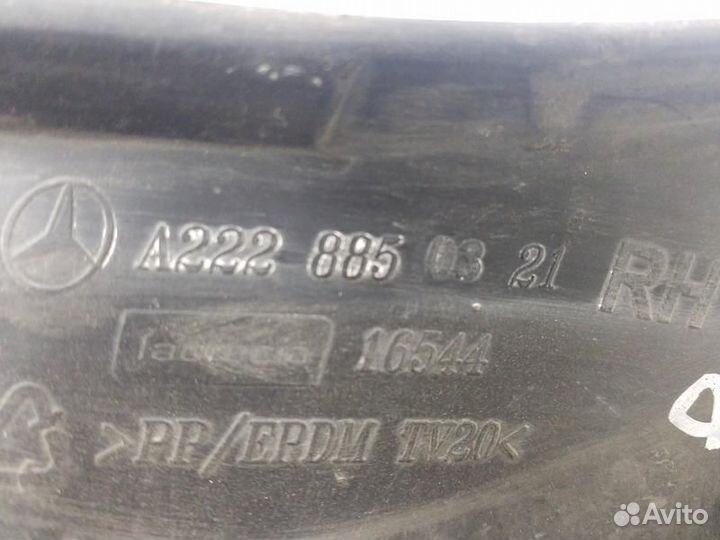 A222 885 03 21 RH
16544
>PP/EPDM TV20<
Avito